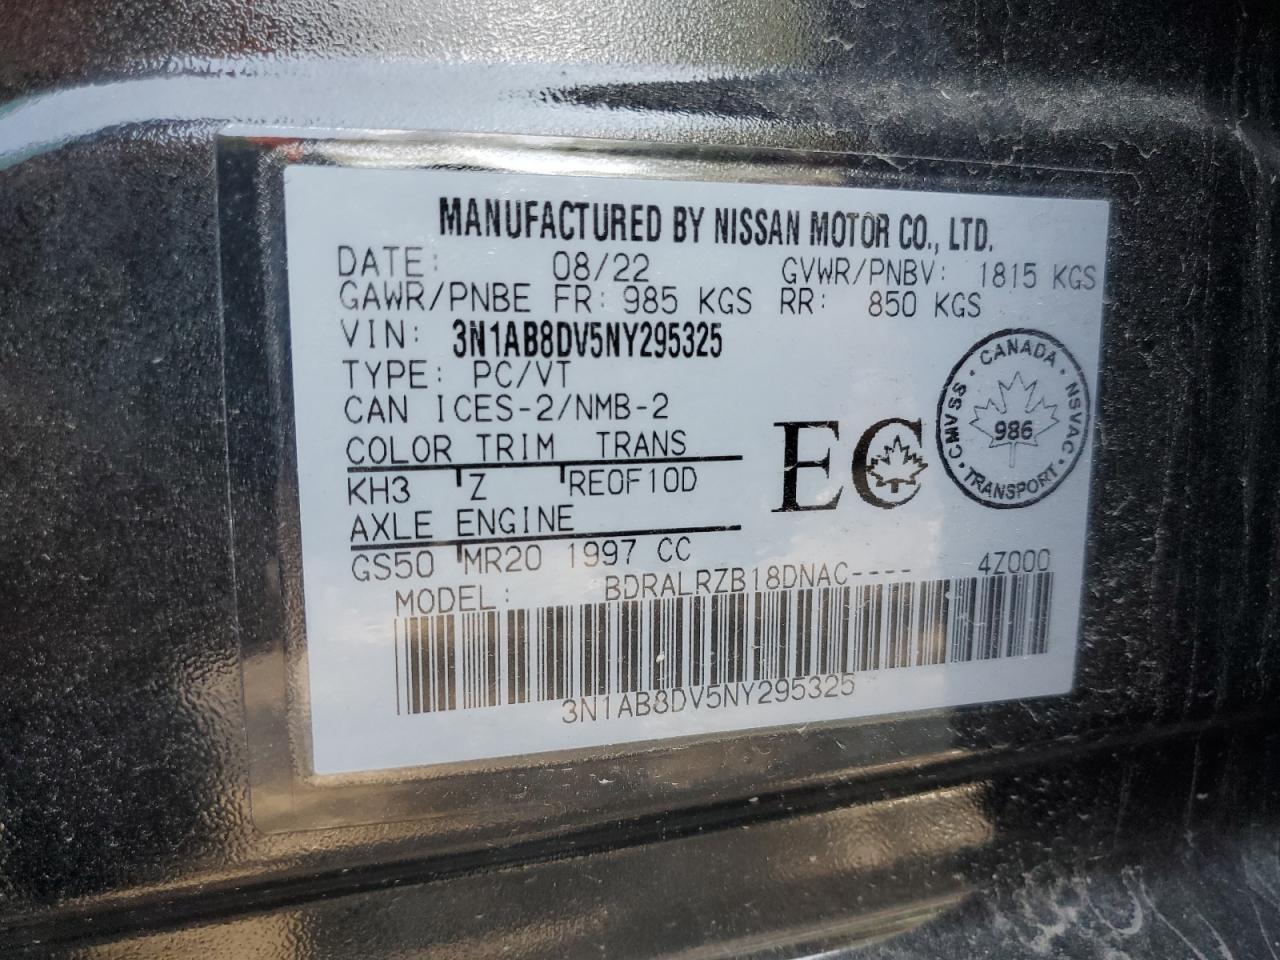 MANUFACTURED BY NISSAN MOTOR CO., LTD.
DATE: 08/22 GVWR/PNBV: 1815 KGS
GAWR/PNBE FR: 985 KGS RR: 850 KGS
VIN: 3N1AB8DV5NY295325
TYPE: PC/VT
CAN ICES-2/NMB-2
COLOR TRIM TRANS
KH3 Z RE0F10D
AXLE ENGINE
GS50 MR20 1997 CC
EC
CANADA · NSVAC · TRANSPORT · CMVSS
986
MODEL: BDRALRZB18DNAC---- 4Z000
3N1AB8DV5NY295325